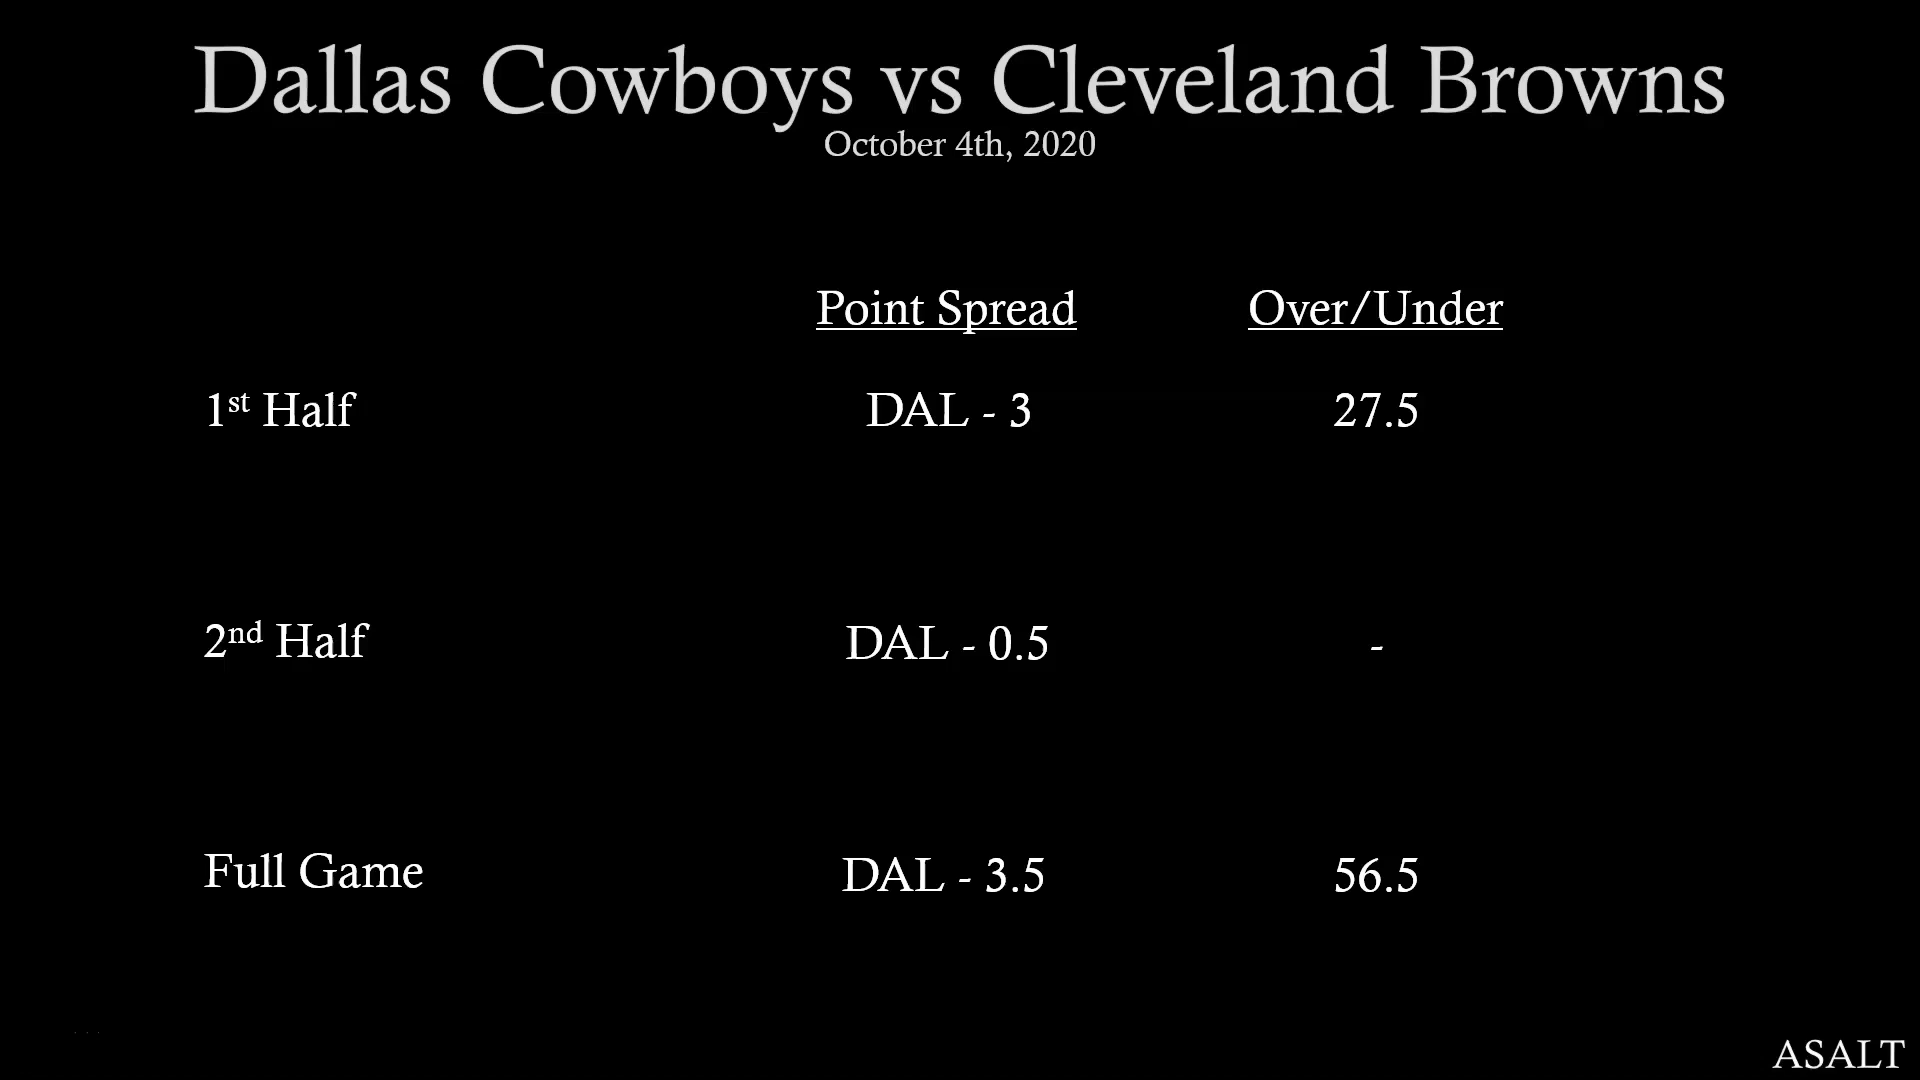 Dallas Cowboys vs Cleveland Browns
October 4th, 2020
Point Spread Over/Under
1st Half DAL - 3 27.5
2nd Half DAL - 0.5 -
Full Game DAL - 3.5 56.5
ASALT